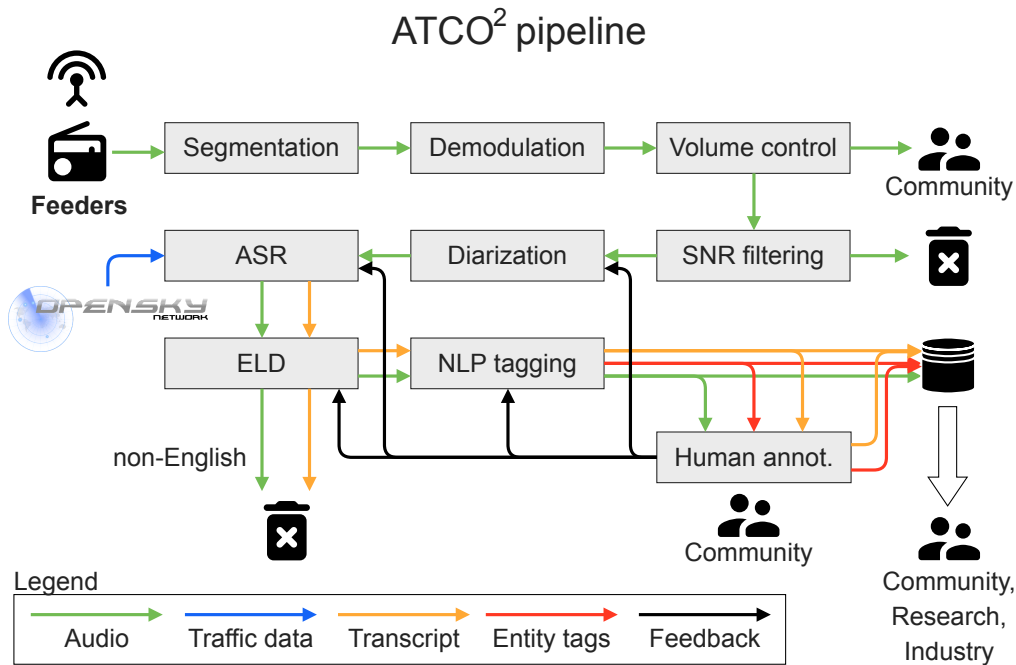 ATCO² pipeline
Segmentation
Demodulation
Volume control
Community
Feeders
ASR
Diarization
SNR filtering
OPENSKY
NETWORK
ELD
NLP tagging
non-English
Human annot.
Community
Community,
Research,
Industry
Legend
Audio
Traffic data
Transcript
Entity tags
Feedback